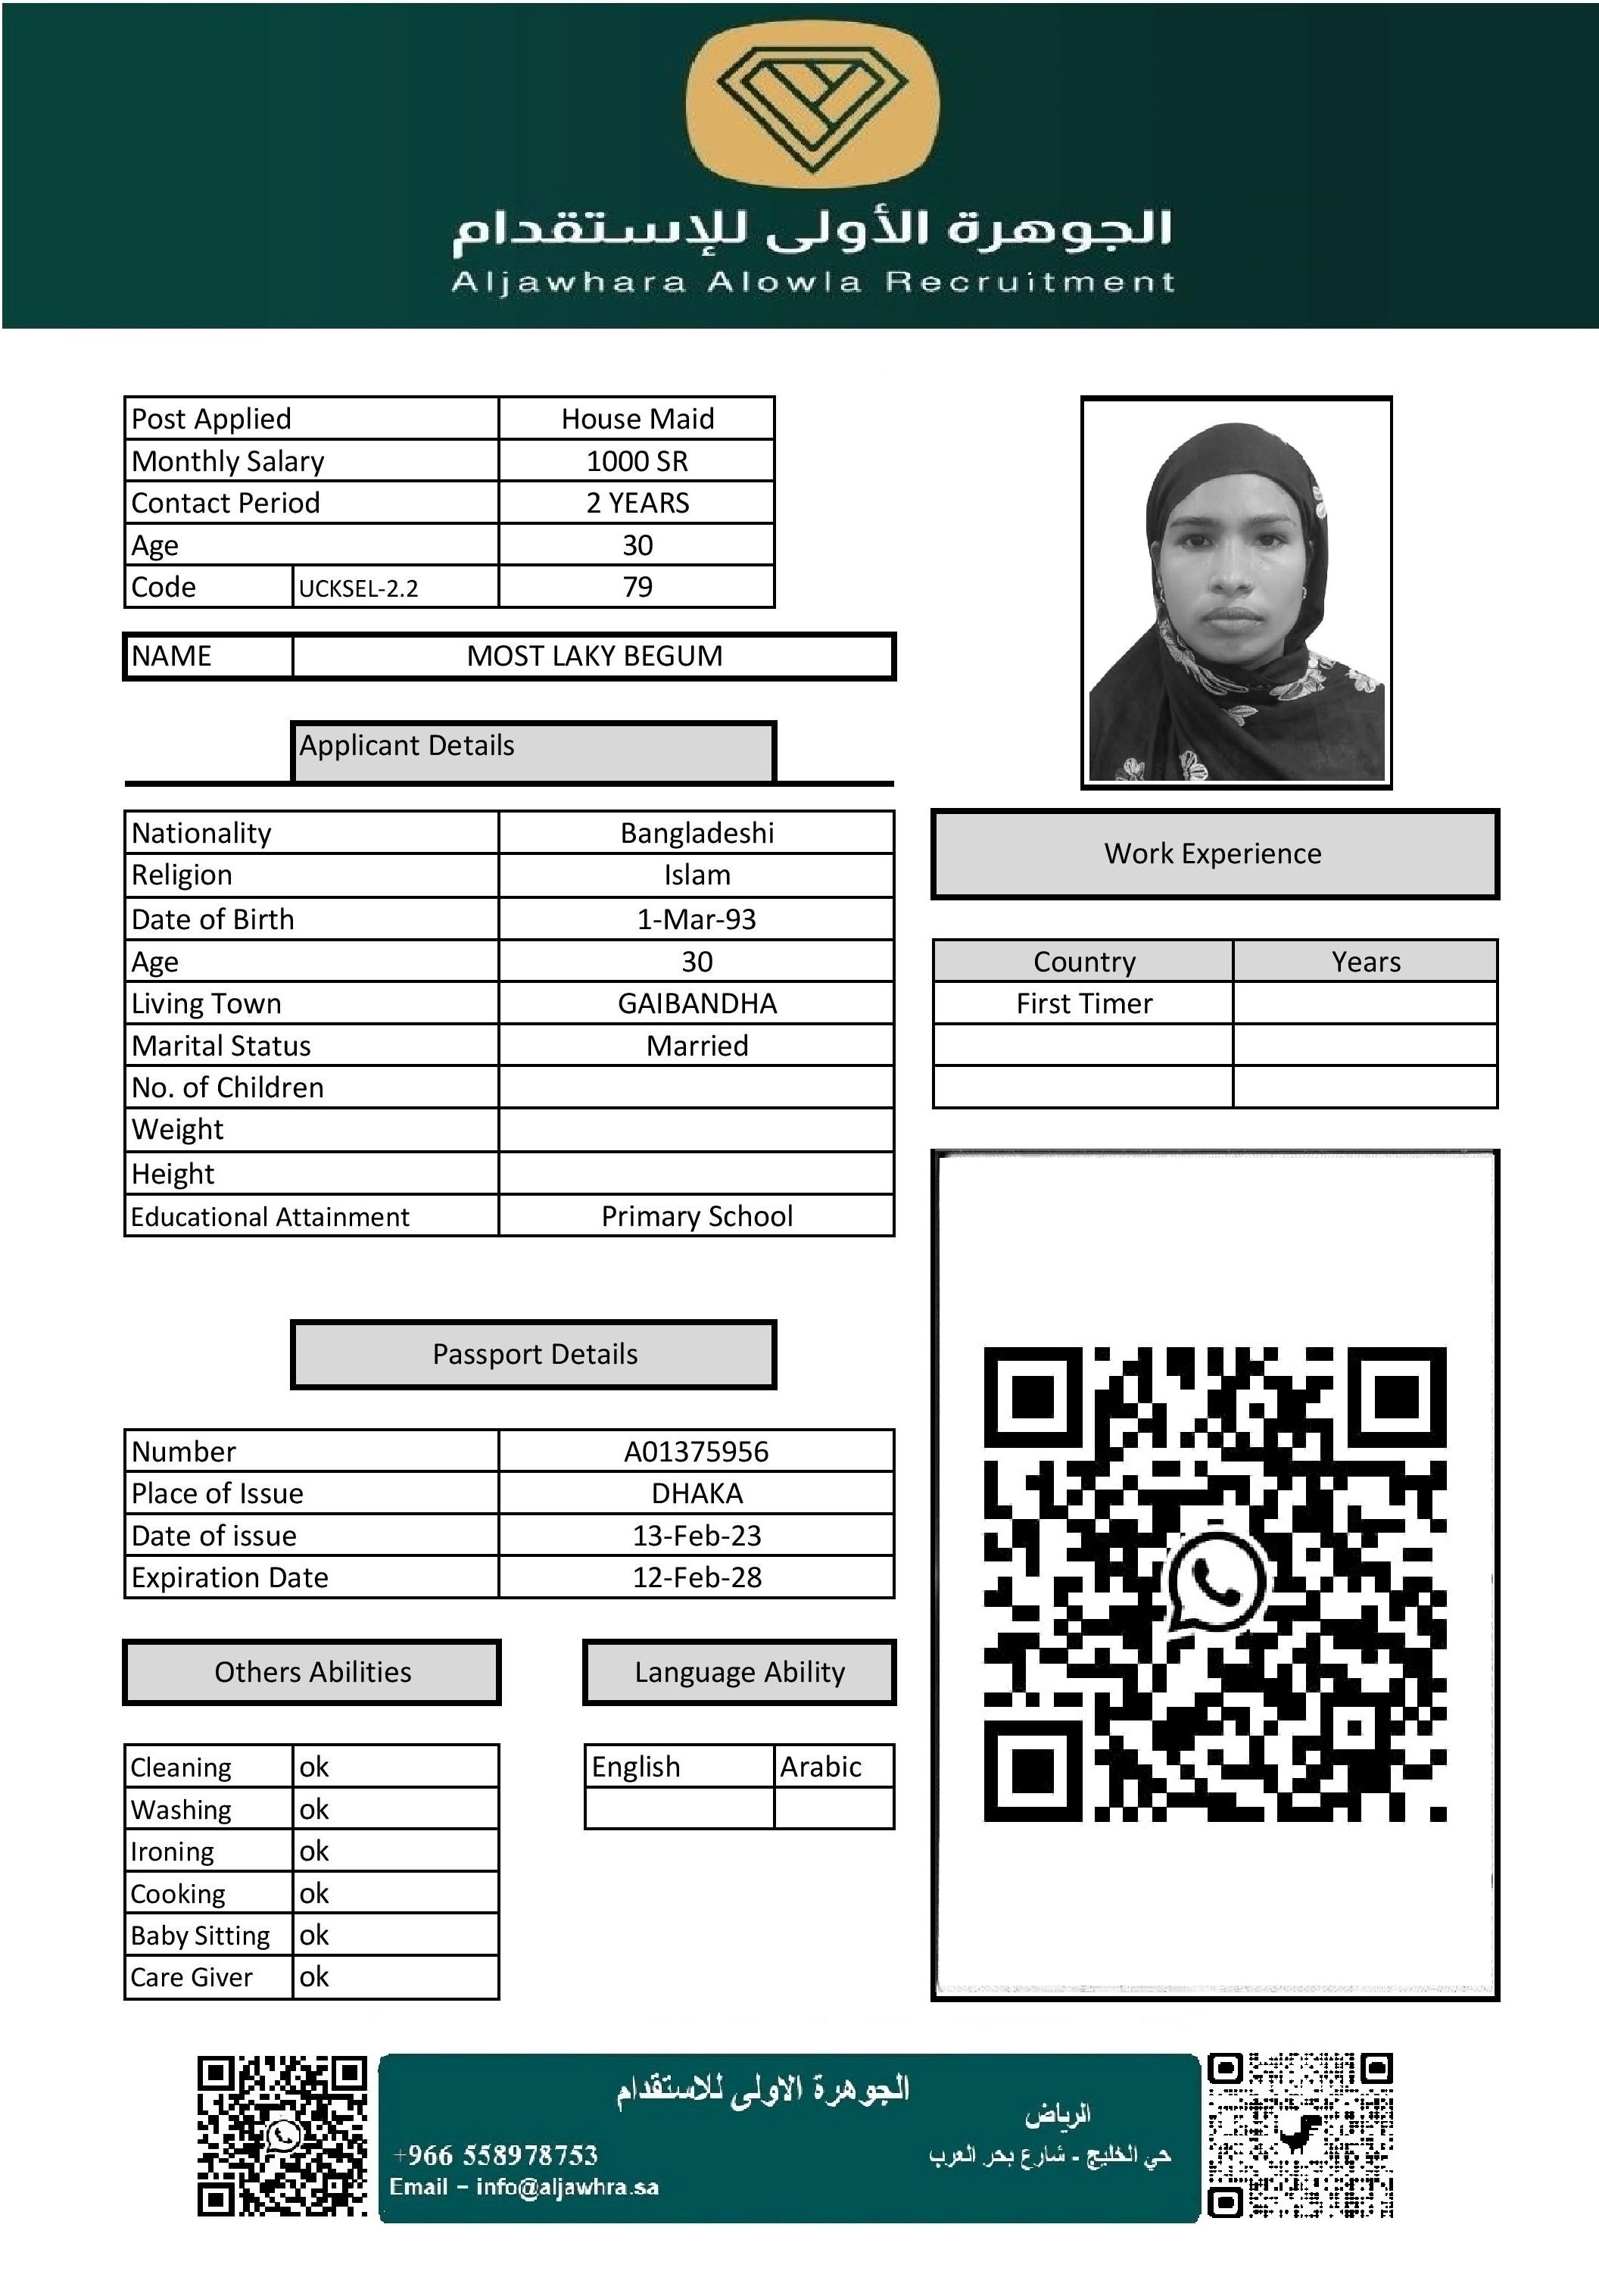 الجوهرة الأولى للإستقدام
Aljawhara Alowla Recruitment
Post Applied House Maid
Monthly Salary 1000 SR
Contact Period 2 YEARS
Age 30
Code UCKSEL-2.2 79
NAME MOST LAKY BEGUM
Applicant Details
Nationality Bangladeshi
Religion Islam
Date of Birth 1-Mar-93
Age 30
Living Town GAIBANDHA
Marital Status Married
No. of Children
Weight
Height
Educational Attainment Primary School
Work Experience
Country Years
First Timer
Passport Details
Number A01375956
Place of Issue DHAKA
Date of issue 13-Feb-23
Expiration Date 12-Feb-28
Others Abilities
Cleaning ok
Washing ok
Ironing ok
Cooking ok
Baby Sitting ok
Care Giver ok
Language Ability
English Arabic
الجوهرة الاولى للاستقدام
الرياض
حي الخليج - شارع بحر العرب
+966 558978753
Email - info@aljawhra.sa